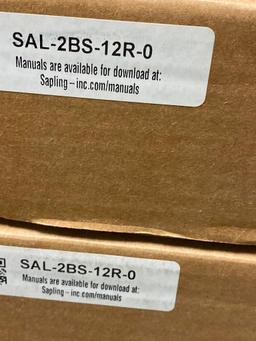 SAL-2BS-12R-0
Manuals are available for download at:
Sapling-inc.com/manuals
SAL-2BS-12R-0
Manuals are available for download at:
Sapling-inc com/manuals